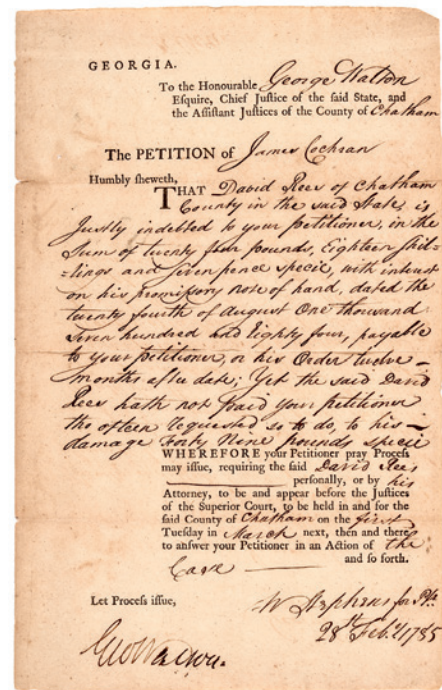 GEORGIA.
To the Honourable George Walton
Esquire, Chief Justice of the said State, and
the Assistant Justices of the County of Chatham
The PETITION of James Cochran
Humbly sheweth,
THAT David Rees of Chatham
County in the said State is
Justly indebted to your petitioner, in the
Sum of twenty four pounds, Eighteen shil-
-lings and seven pence specie, with interest
on his promissory note of hand, dated the
twenty fourth of August One thousand
Seven hundred and Eighty four, payable
to your petitioner, or his Order twelve
months after date; Yet the said David
Rees hath not paid your petitioner
tho often requested so to do, to his
damage Forty Nine pounds specie
WHEREFORE your Petitioner pray Process
may issue, requiring the said David Rees
personally, or by his
Attorney, to be and appear before the Justices
of the Superior Court, to be held in and for the
said County of Chatham on the first
Tuesday in March next, then and there
to answer your Petitioner in an Action of the
Case and so forth.
Let Process issue,
W Stephens for Plf.
28th Feby. 1785
Geo Walton.